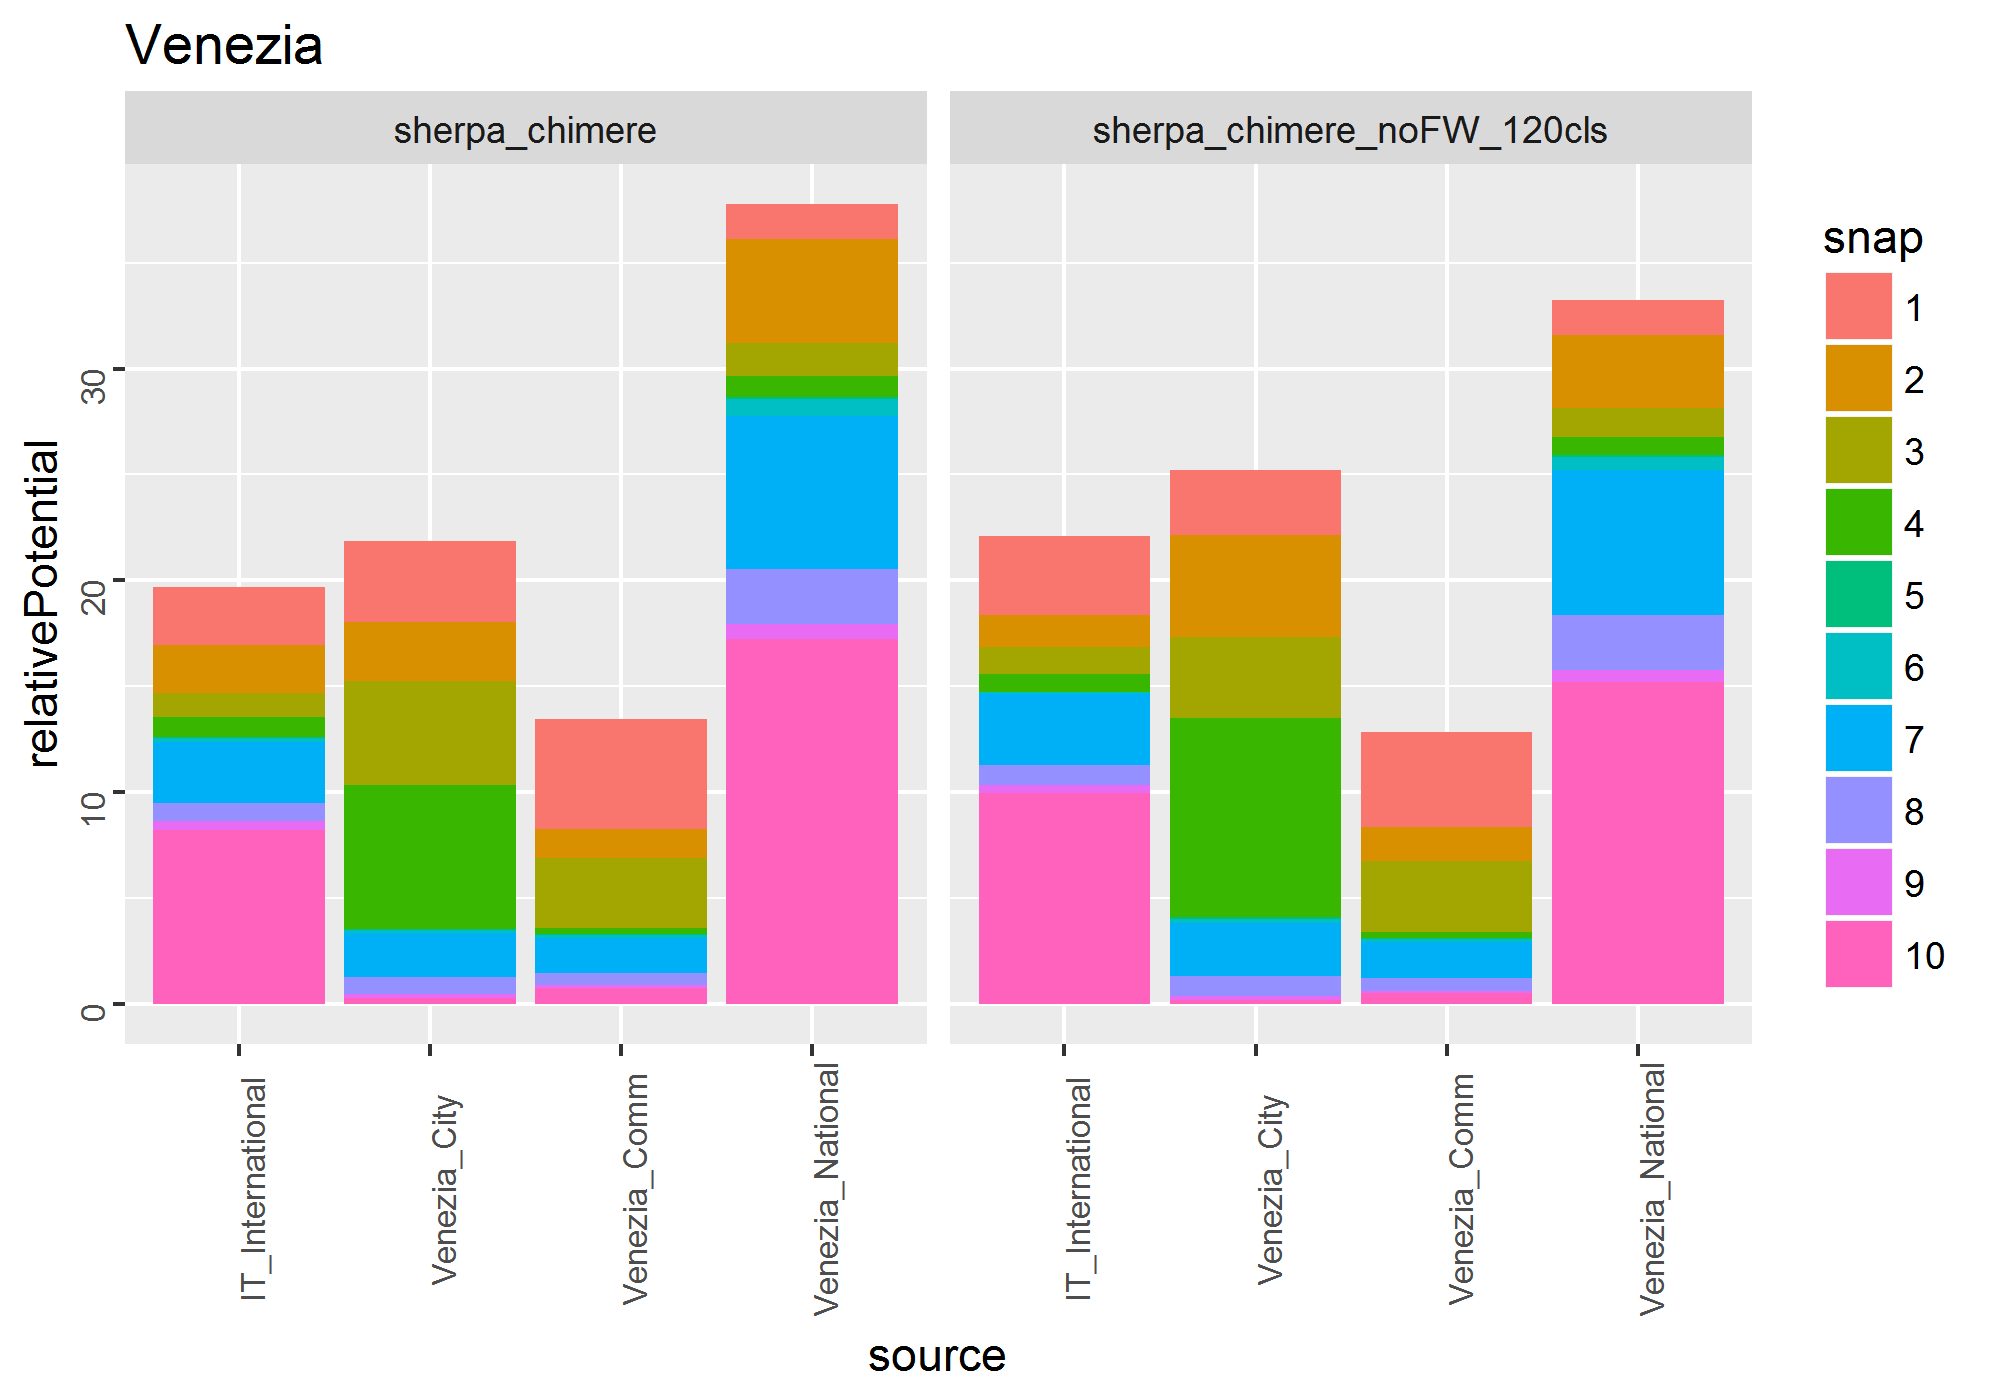 Venezia
sherpa_chimere
sherpa_chimere_noFW_120cls
relativePotential
30
20
10
0
IT_International
Venezia_City
Venezia_Comm
Venezia_National
IT_International
Venezia_City
Venezia_Comm
Venezia_National
source
snap
1
2
3
4
5
6
7
8
9
10